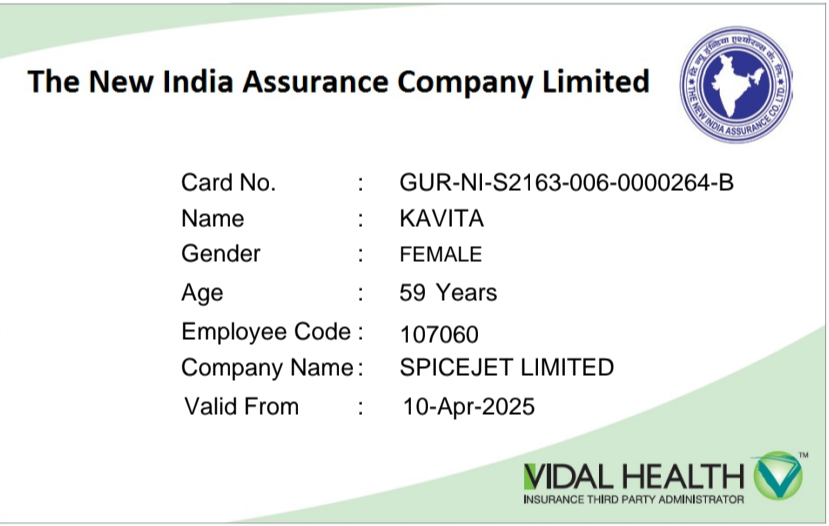 The New India Assurance Company Limited
दि न्यू इन्डिया एश्योरन्स कं. लि.
THE NEW INDIA ASSURANCE CO. LTD.
Card No. : GUR-NI-S2163-006-0000264-B
Name : KAVITA
Gender : FEMALE
Age : 59 Years
Employee Code : 107060
Company Name : SPICEJET LIMITED
Valid From : 10-Apr-2025
VIDAL HEALTH
TM
INSURANCE THIRD PARTY ADMINISTRATOR